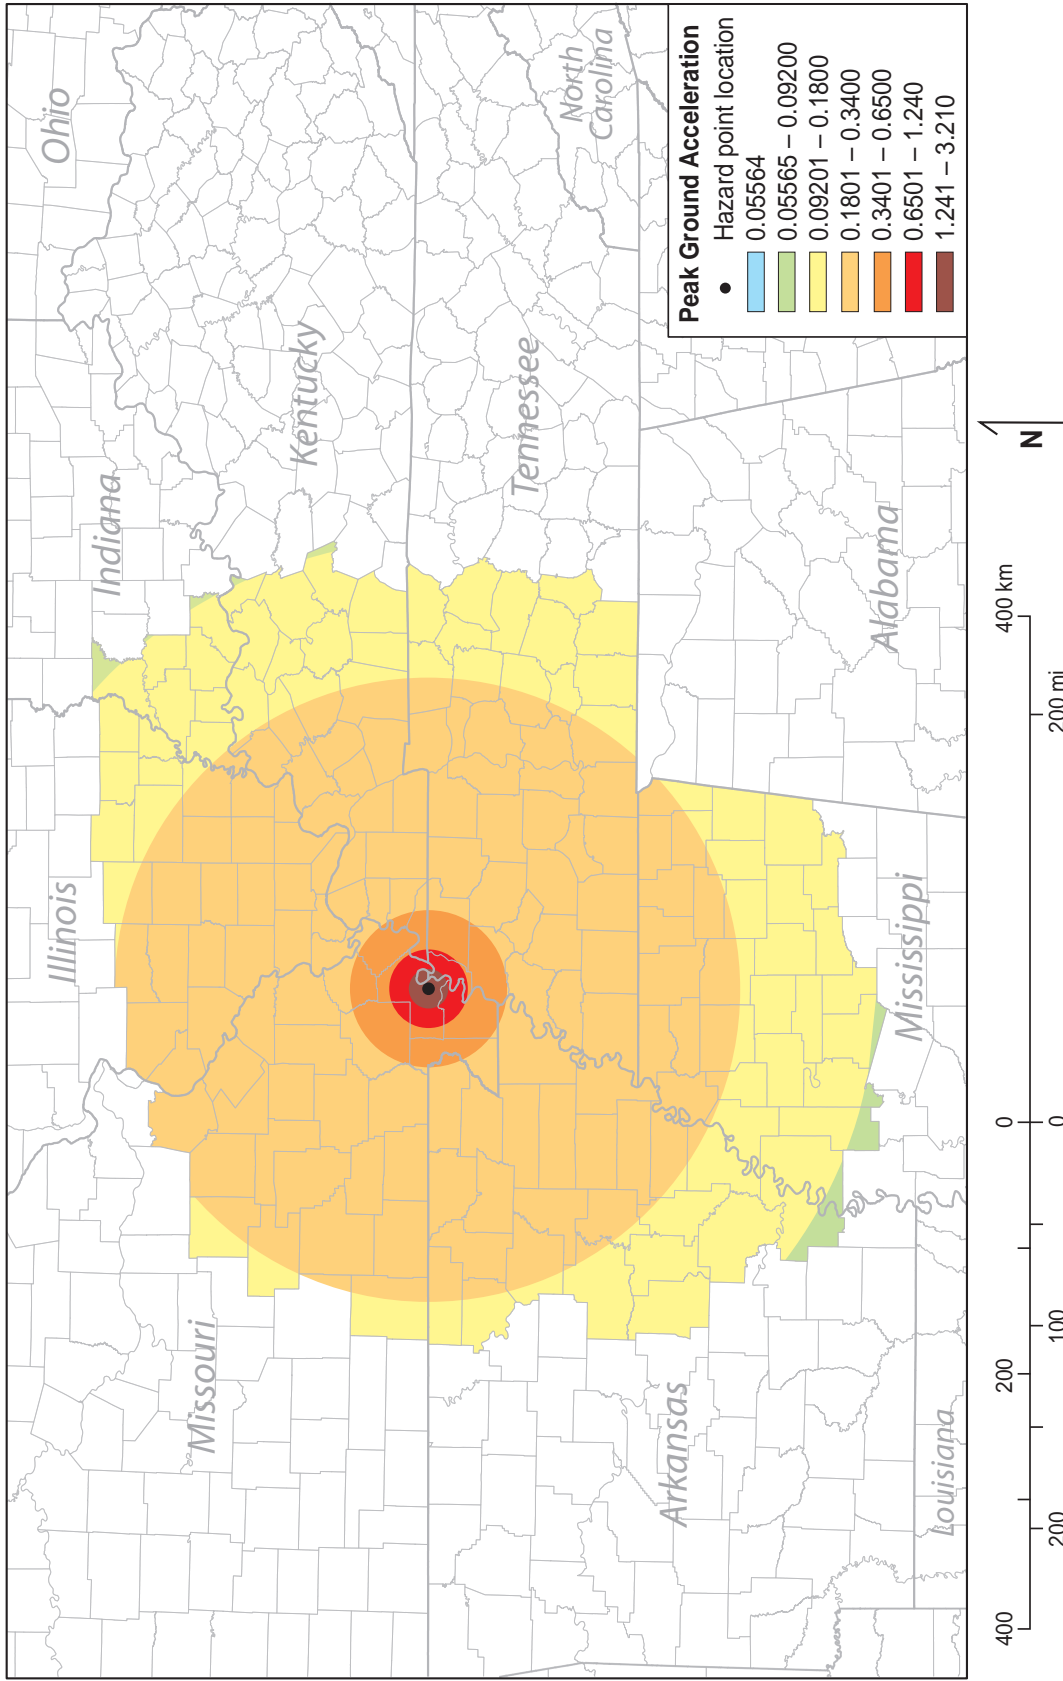 Ohio
Indiana
Illinois
Missouri
Kentucky
Tennessee
North
Carolina
Arkansas
Mississippi
Alabama
Louisiana
Peak Ground Acceleration
Hazard point location
0.05564
0.05565 – 0.09200
0.09201 – 0.1800
0.1801 – 0.3400
0.3401 – 0.6500
0.6501 – 1.240
1.241 – 3.210
N
400 200 0 400 km
200 100 0 200 mi